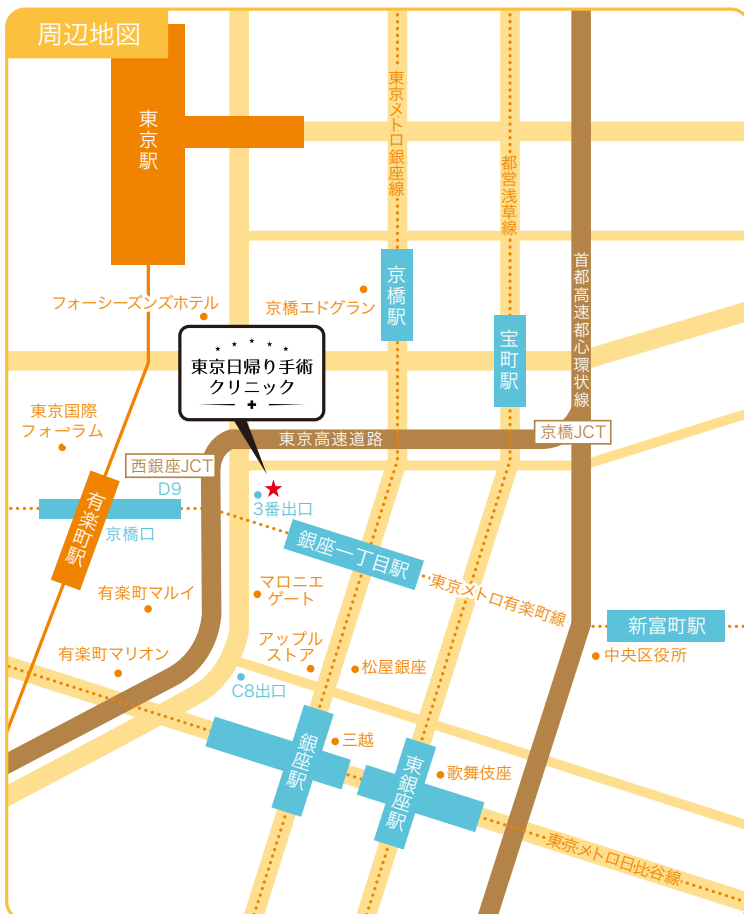 周辺地図
東京駅
東京メトロ銀座線
都営浅草線
首都高速都心環状線
京橋駅
フォーシーズンズホテル
京橋エドグラン
宝町駅
東京日帰り手術
クリニック
東京国際
フォーラム
東京高速道路
京橋JCT
西銀座JCT
D9
3番出口
有楽町駅
京橋口
銀座一丁目駅
東京メトロ有楽町線
有楽町マルイ
マロニエ
ゲート
新富町駅
中央区役所
有楽町マリオン
アップル
ストア
松屋銀座
C8出口
銀座駅
三越
東銀座駅
歌舞伎座
東京メトロ日比谷線